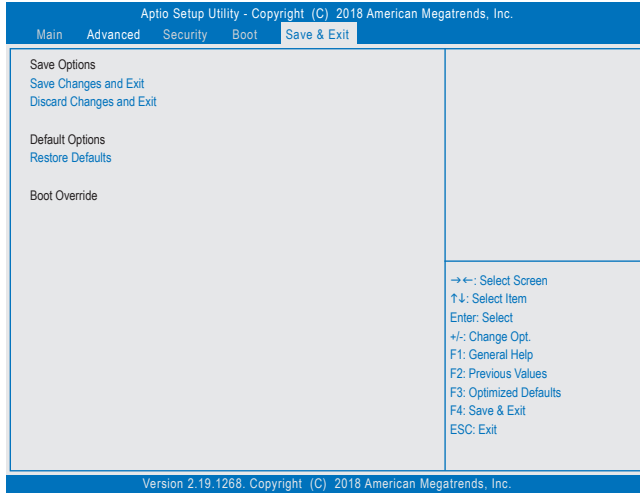 Aptio Setup Utility - Copyright (C) 2018 American Megatrends, Inc.
Main Advanced Security Boot Save & Exit
Save Options
Save Changes and Exit
Discard Changes and Exit
Default Options
Restore Defaults
Boot Override
→←: Select Screen
↑↓: Select Item
Enter: Select
+/-: Change Opt.
F1: General Help
F2: Previous Values
F3: Optimized Defaults
F4: Save & Exit
ESC: Exit
Version 2.19.1268. Copyright (C) 2018 American Megatrends, Inc.